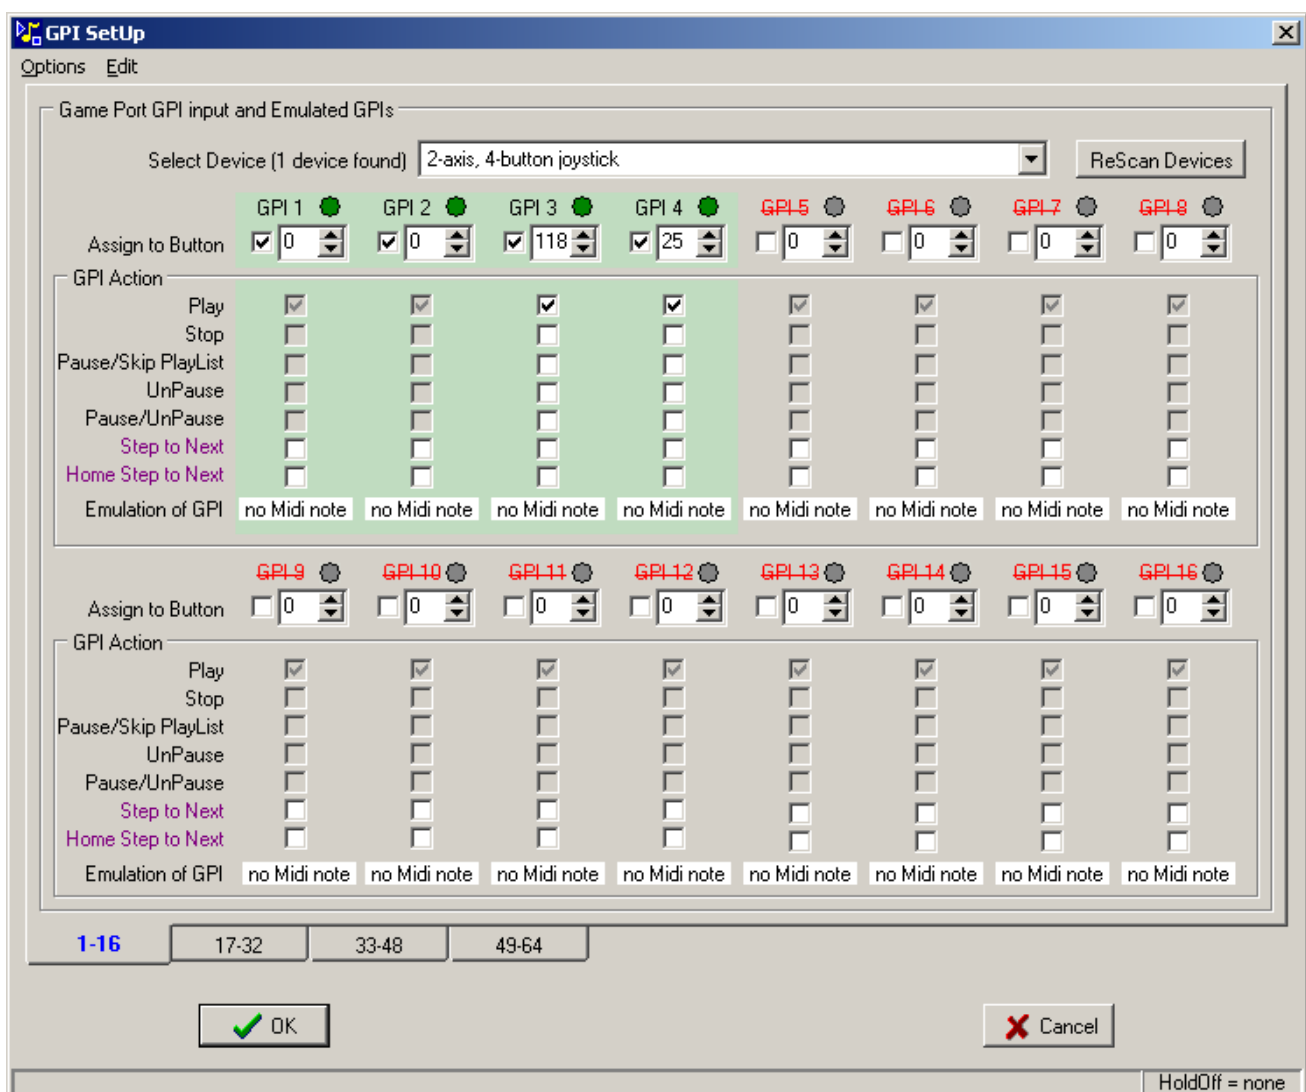 GPI SetUp
Options Edit
Game Port GPI input and Emulated GPIs
Select Device (1 device found) 2-axis, 4-button joystick ReScan Devices
GPI 1 GPI 2 GPI 3 GPI 4 GPI 5 GPI 6 GPI 7 GPI 8
Assign to Button 0 0 118 25 0 0 0 0
GPI Action
Play
Stop
Pause/Skip PlayList
UnPause
Pause/UnPause
Step to Next
Home Step to Next
Emulation of GPI no Midi note no Midi note no Midi note no Midi note no Midi note no Midi note no Midi note no Midi note
GPI 9 GPI 10 GPI 11 GPI 12 GPI 13 GPI 14 GPI 15 GPI 16
Assign to Button 0 0 0 0 0 0 0 0
GPI Action
Play
Stop
Pause/Skip PlayList
UnPause
Pause/UnPause
Step to Next
Home Step to Next
Emulation of GPI no Midi note no Midi note no Midi note no Midi note no Midi note no Midi note no Midi note no Midi note
1-16 17-32 33-48 49-64
OK Cancel
HoldOff = none